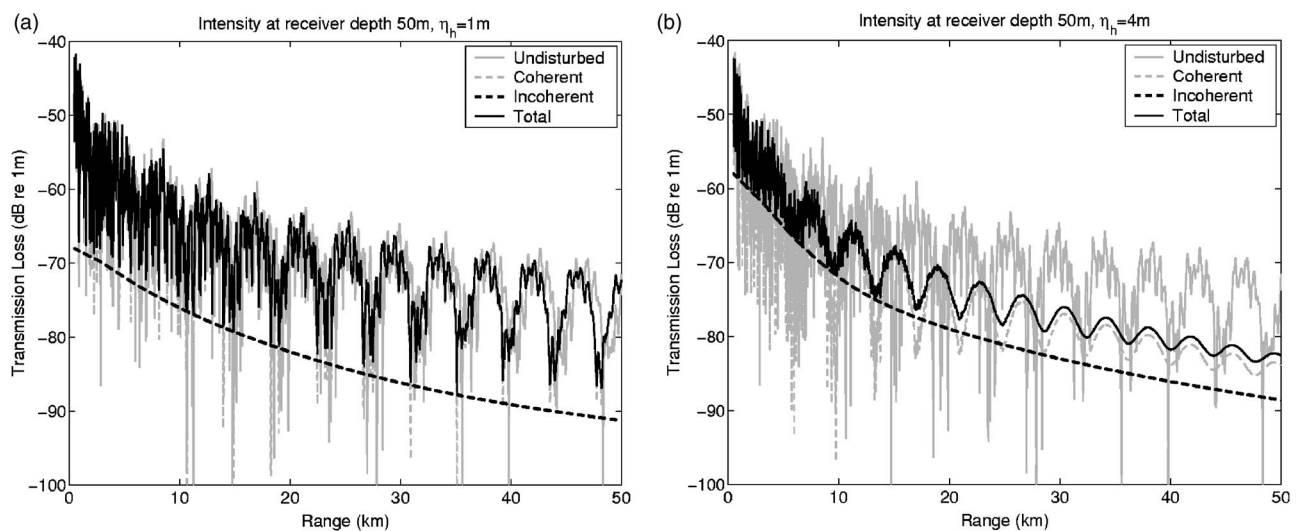 (a)
Intensity at receiver depth 50m, ηh=1m
Transmission Loss (dB re 1m)
−40
−50
−60
−70
−80
−90
−100
Undisturbed
Coherent
Incoherent
Total
0 10 20 30 40 50
Range (km)
(b)
Intensity at receiver depth 50m, ηh=4m
Transmission Loss (dB re 1m)
−40
−50
−60
−70
−80
−90
−100
Undisturbed
Coherent
Incoherent
Total
0 10 20 30 40 50
Range (km)